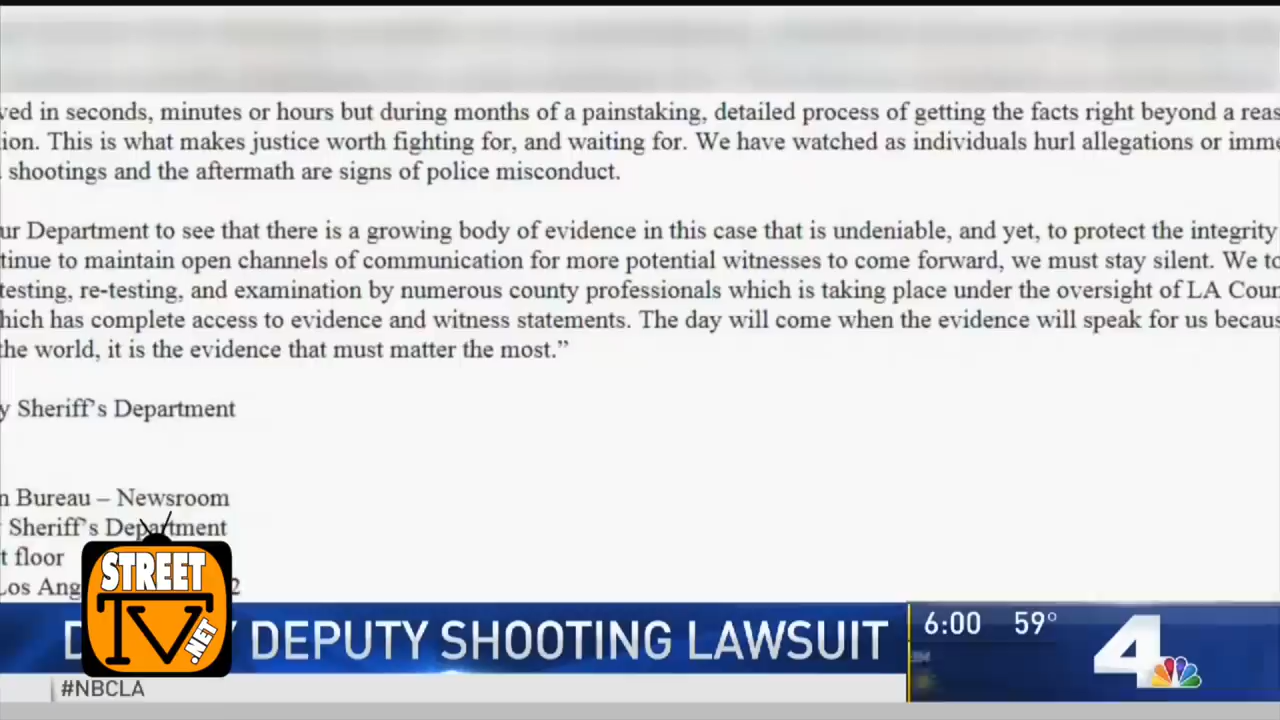 ved in seconds, minutes or hours but during months of a painstaking, detailed process of getting the facts right beyond a reas
ion. This is what makes justice worth fighting for, and waiting for. We have watched as individuals hurl allegations or imme
shootings and the aftermath are signs of police misconduct.
ur Department to see that there is a growing body of evidence in this case that is undeniable, and yet, to protect the integrity
tinue to maintain open channels of communication for more potential witnesses to come forward, we must stay silent. We to
testing, re-testing, and examination by numerous county professionals which is taking place under the oversight of LA Coun
hich has complete access to evidence and witness statements. The day will come when the evidence will speak for us becaus
the world, it is the evidence that must matter the most.”
y Sheriff’s Department
n Bureau – Newsroom
Sheriff’s Department
t floor
Los Ang 2
STREET
TV
.NET
D Y DEPUTY SHOOTING LAWSUIT
6:00 59°
4
#NBCLA